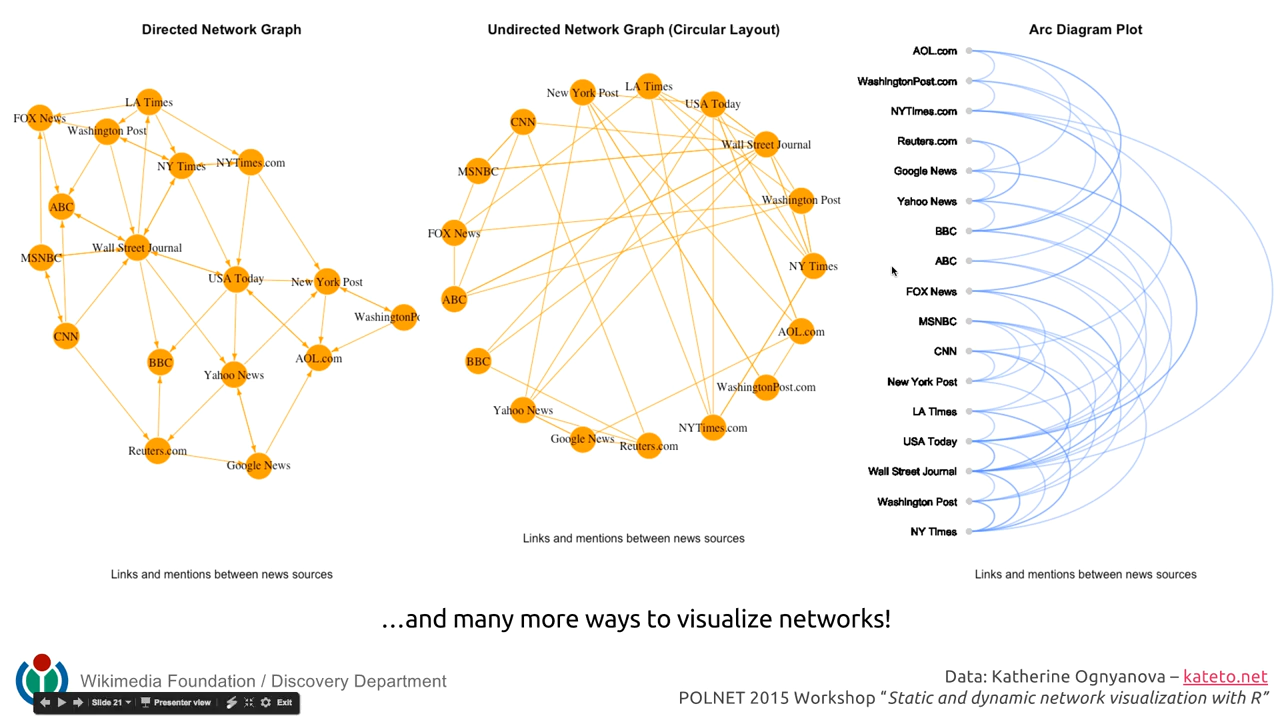 Directed Network Graph
LA Times
FOX News
Washington Post
NY Times
NYTimes.com
ABC
Wall Street Journal
MSNBC
USA Today
New York Post
WashingtonP
CNN
BBC
AOL.com
Yahoo News
Reuters.com
Google News
Links and mentions between news sources
Undirected Network Graph (Circular Layout)
LA Times
New York Post
USA Today
CNN
Wall Street Journal
MSNBC
Washington Post
FOX News
NY Times
ABC
AOL.com
BBC
WashingtonPost.com
Yahoo News
NYTimes.com
Google News
Reuters.com
Links and mentions between news sources
Arc Diagram Plot
AOL.com
WashingtonPost.com
NYTimes.com
Reuters.com
Google News
Yahoo News
BBC
ABC
FOX News
MSNBC
CNN
New York Post
LA Times
USA Today
Wall Street Journal
Washington Post
NY Times
Links and mentions between news sources
…and many more ways to visualize networks!
Wikimedia Foundation / Discovery Department
Slide 21
Presenter view
Exit
Data: Katherine Ognyanova – kateto.net
POLNET 2015 Workshop “Static and dynamic network visualization with R”